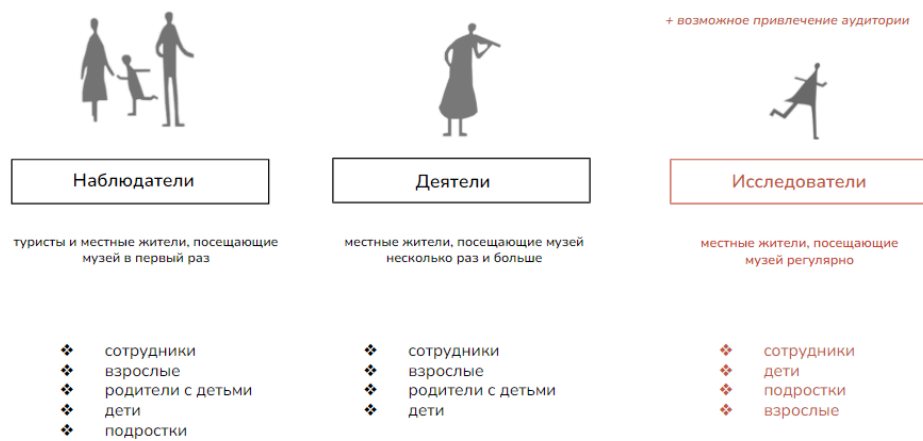 + возможное привлечение аудитории
Наблюдатели
туристы и местные жители, посещающие
музей в первый раз
❖ сотрудники
❖ взрослые
❖ родители с детьми
❖ дети
❖ подростки
Деятели
местные жители, посещающие музей
несколько раз и больше
❖ сотрудники
❖ взрослые
❖ родители с детьми
❖ дети
Исследователи
местные жители, посещающие
музей регулярно
❖ сотрудники
❖ дети
❖ подростки
❖ взрослые